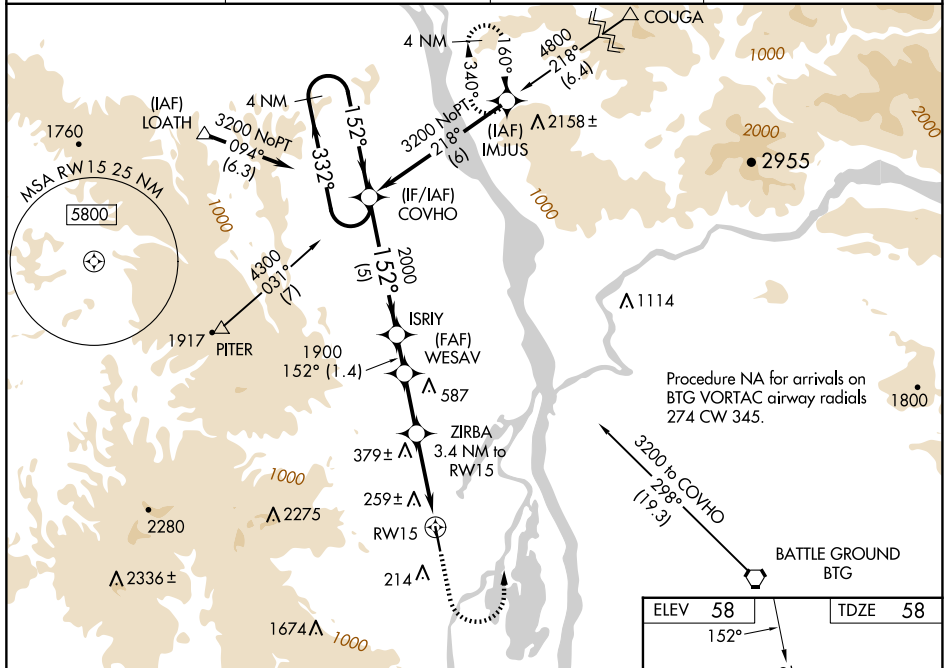 COUGA
4 NM
160°
340°
4800
218°
(6.4)
1000
2000
2000
(IAF)
LOATH
4 NM
3200 NoPT
094°
(6.3)
152°
332°
3200 NoPT
218°
(6)
(IAF)
IMJUS
2158±
2955
1760
MSA RW15 25 NM
5800
1000
(IF/IAF)
COVHO
1000
4300
031°
(7)
2000
152°
(5)
1114
1917
PITER
ISRIY
(FAF)
WESAV
1900
152° (1.4)
587
Procedure NA for arrivals on
BTG VORTAC airway radials
274 CW 345.
1800
ZIRBA
3.4 NM to
RW15
379±
3200 to COVHO
298°
(19.3)
1000
259±
2280
2275
RW15
BATTLE GROUND
BTG
2336±
214
1674
1000
ELEV 58
TDZE 58
152°